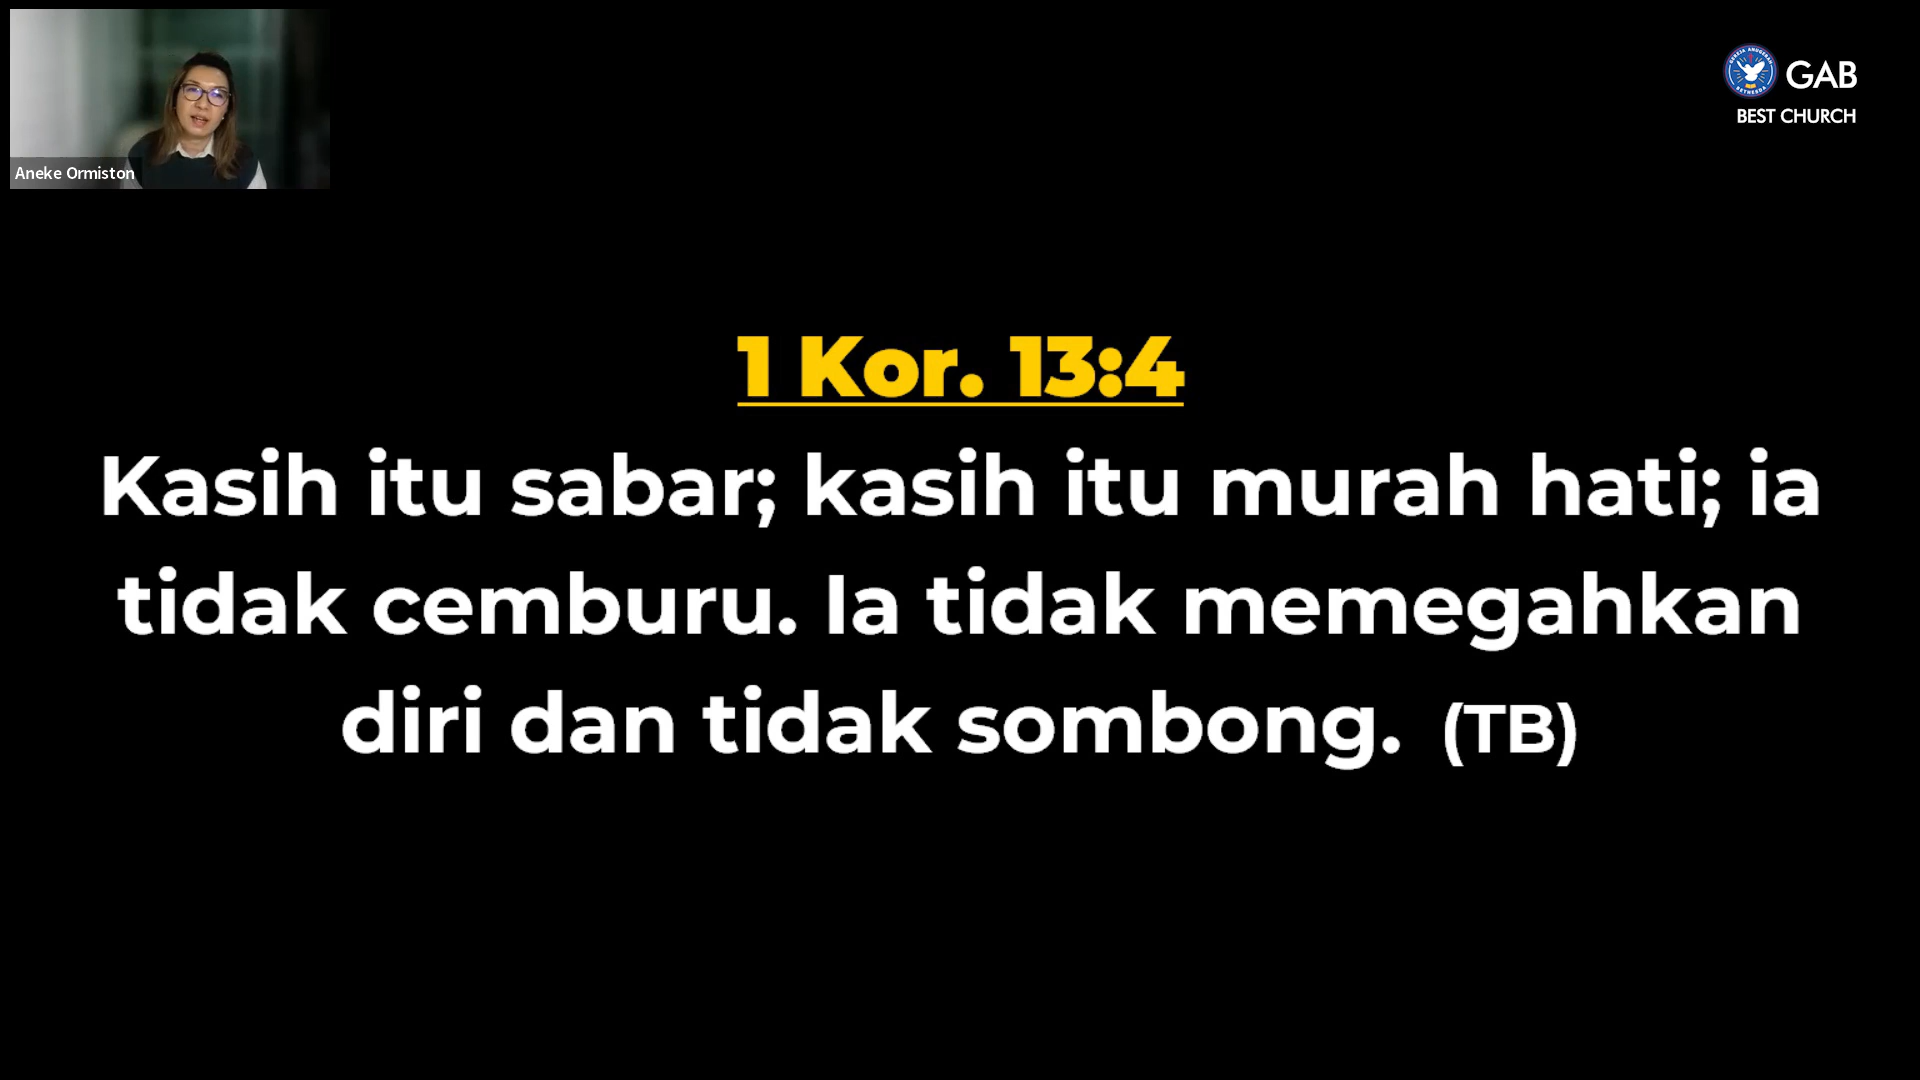 Aneke Ormiston
GAB
BEST CHURCH
1 Kor. 13:4
Kasih itu sabar; kasih itu murah hati; ia
tidak cemburu. Ia tidak memegahkan
diri dan tidak sombong. (TB)